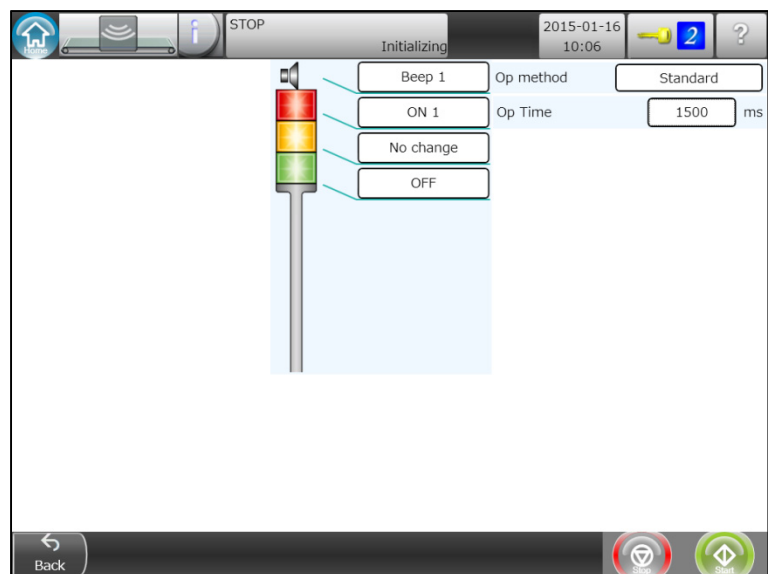 Home
i
STOP
Initializing
2015-01-16
10:06
2
?
Beep 1
Op method
Standard
ON 1
Op Time
1500
ms
No change
OFF
Back
Stop
Start